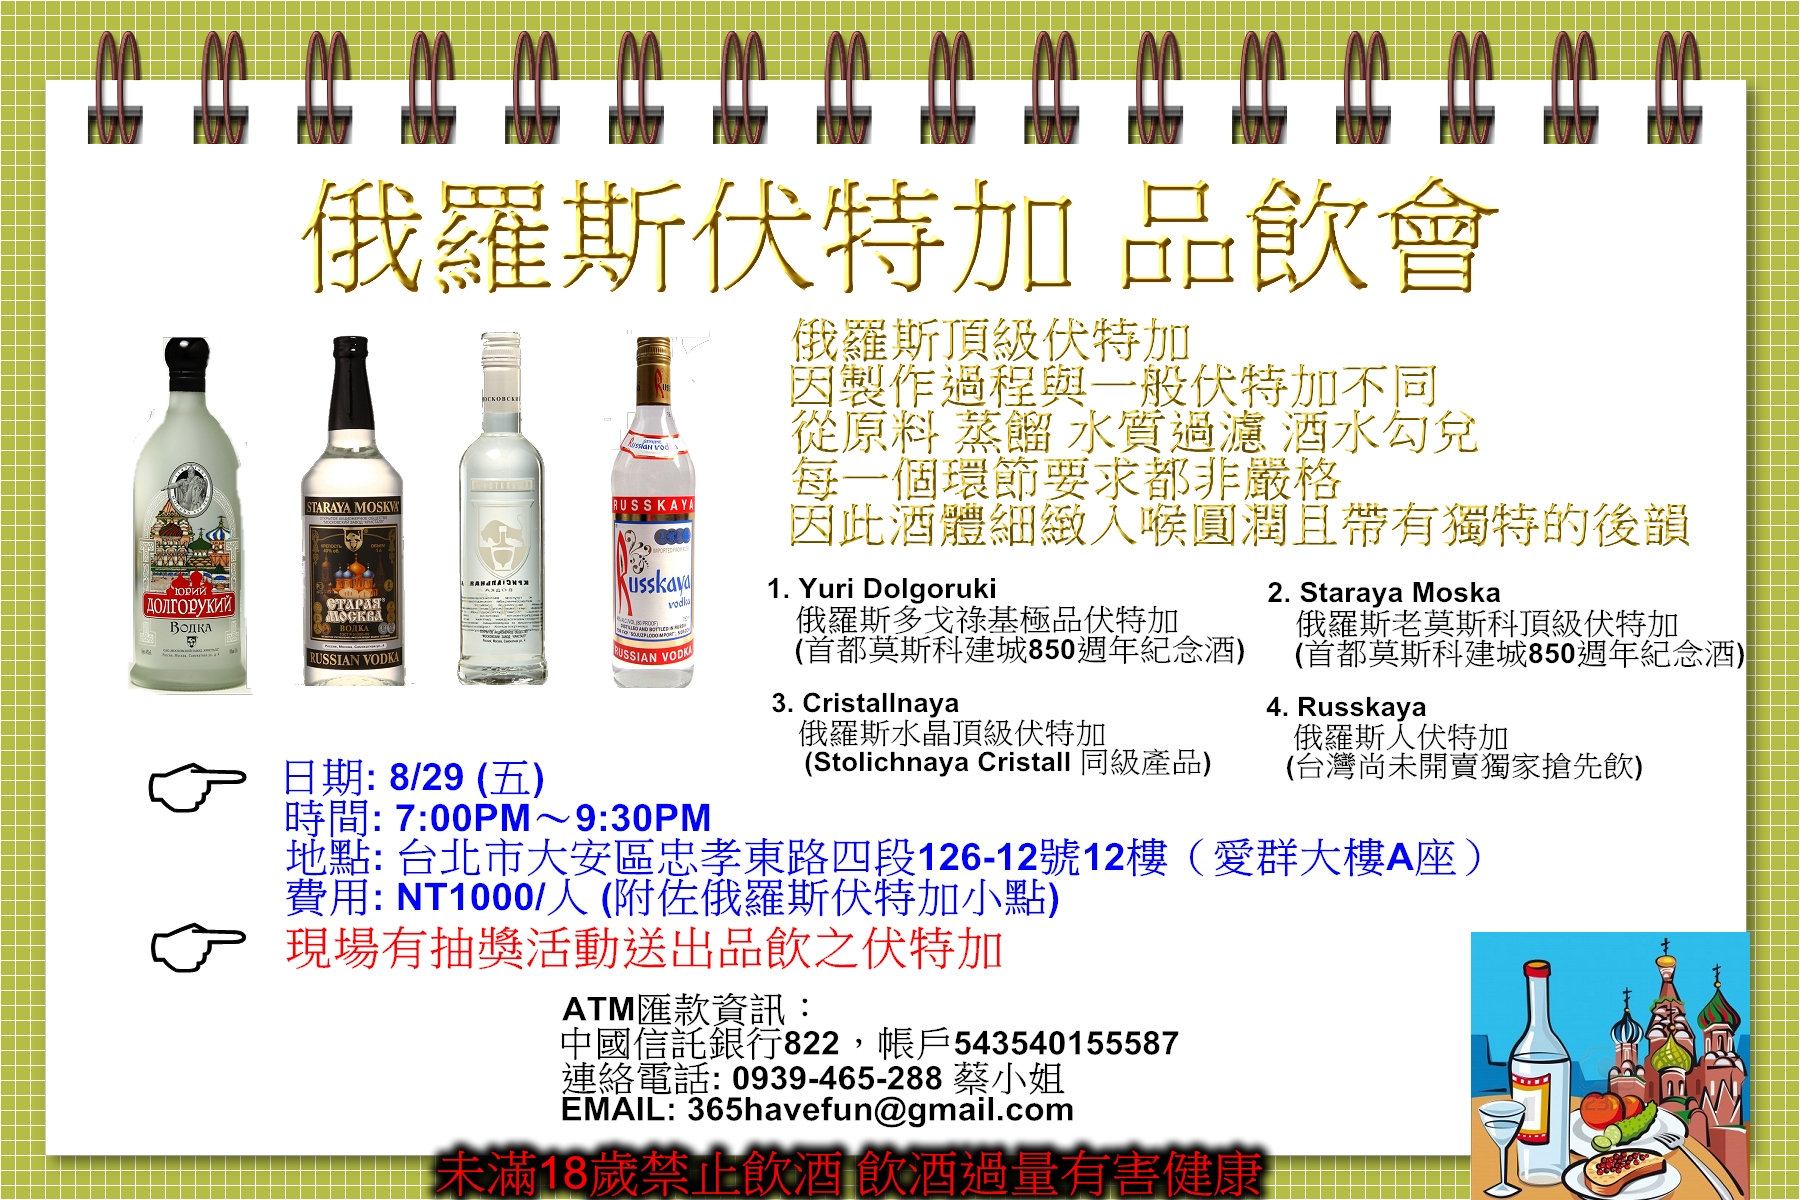 俄羅斯伏特加 品飲會
俄羅斯頂級伏特加
因製作過程與一般伏特加不同
從原料 蒸餾 水質過濾 酒水勾兌
每一個環節要求都非嚴格
因此酒體細緻入喉圓潤且帶有獨特的後韻
ЮРИЙ
ДОЛГОРУКИЙ
ВОДКА
STARAYA MOSKVA
СТАРАЯ
МОСКВА
ВОДКА
RUSSIAN VODKA
RUSSKAYA
Russkaya
vodka
RUSSIAN VODKA
1. Yuri Dolgoruki
俄羅斯多戈祿基極品伏特加
(首都莫斯科建城850週年紀念酒)
2. Staraya Moska
俄羅斯老莫斯科頂級伏特加
(首都莫斯科建城850週年紀念酒)
3. Cristallnaya
俄羅斯水晶頂級伏特加
(Stolichnaya Cristall 同級產品)
4. Russkaya
俄羅斯人伏特加
(台灣尚未開賣獨家搶先飲)
日期: 8/29 (五)
時間: 7:00PM～9:30PM
地點: 台北市大安區忠孝東路四段126-12號12樓（愛群大樓A座）
費用: NT1000/人 (附佐俄羅斯伏特加小點)
現場有抽獎活動送出品飲之伏特加
ATM匯款資訊：
中國信託銀行822，帳戶543540155587
連絡電話: 0939-465-288 蔡小姐
EMAIL: 365havefun@gmail.com
未滿18歲禁止飲酒 飲酒過量有害健康